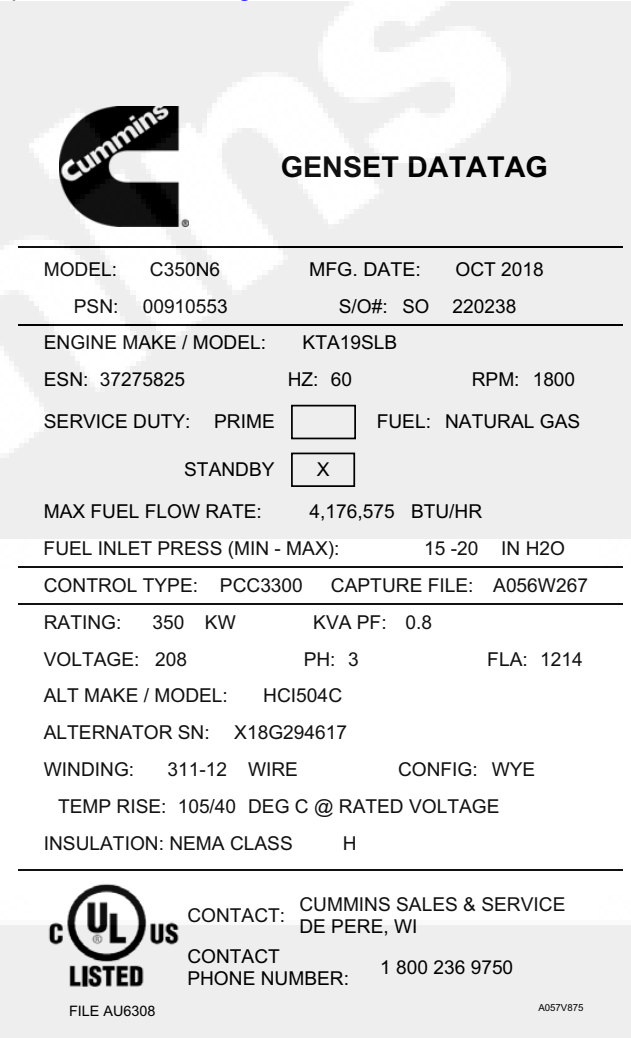 Cummins
GENSET DATATAG
MODEL: C350N6 MFG. DATE: OCT 2018
PSN: 00910553 S/O#: SO 220238
ENGINE MAKE / MODEL: KTA19SLB
ESN: 37275825 HZ: 60 RPM: 1800
SERVICE DUTY: PRIME FUEL: NATURAL GAS
STANDBY X
MAX FUEL FLOW RATE: 4,176,575 BTU/HR
FUEL INLET PRESS (MIN - MAX): 15 -20 IN H2O
CONTROL TYPE: PCC3300 CAPTURE FILE: A056W267
RATING: 350 KW KVA PF: 0.8
VOLTAGE: 208 PH: 3 FLA: 1214
ALT MAKE / MODEL: HCI504C
ALTERNATOR SN: X18G294617
WINDING: 311-12 WIRE CONFIG: WYE
TEMP RISE: 105/40 DEG C @ RATED VOLTAGE
INSULATION: NEMA CLASS H
C UL ® US
LISTED
FILE AU6308
CONTACT: CUMMINS SALES & SERVICE
DE PERE, WI
CONTACT
PHONE NUMBER: 1 800 236 9750
A057V875